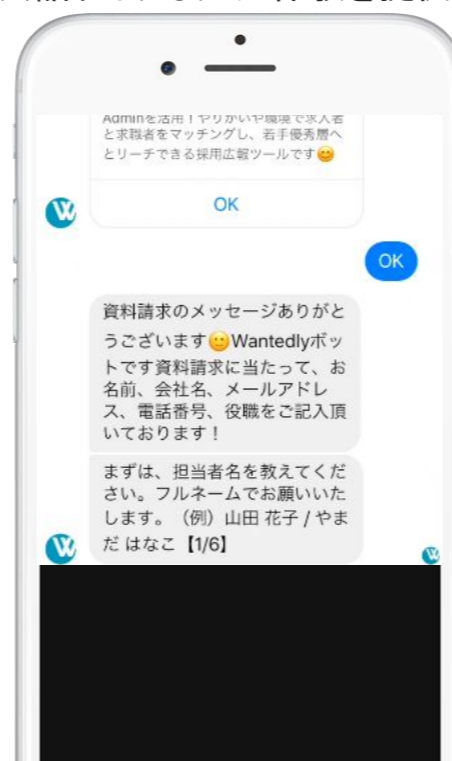 Adminを活用！やりがいや環境で求人者
と求職者をマッチングし、若手優秀層へ
とリーチできる採用広報ツールです😊
OK
OK
資料請求のメッセージありがと
うございます🙂Wantedlyボッ
トです資料請求に当たって、お
名前、会社名、メールアドレ
ス、電話番号、役職をご記入頂
いております！
まずは、担当者名を教えてくだ
さい。フルネームでお願いいた
します。（例）山田 花子 / やま
だ はなこ【1/6】